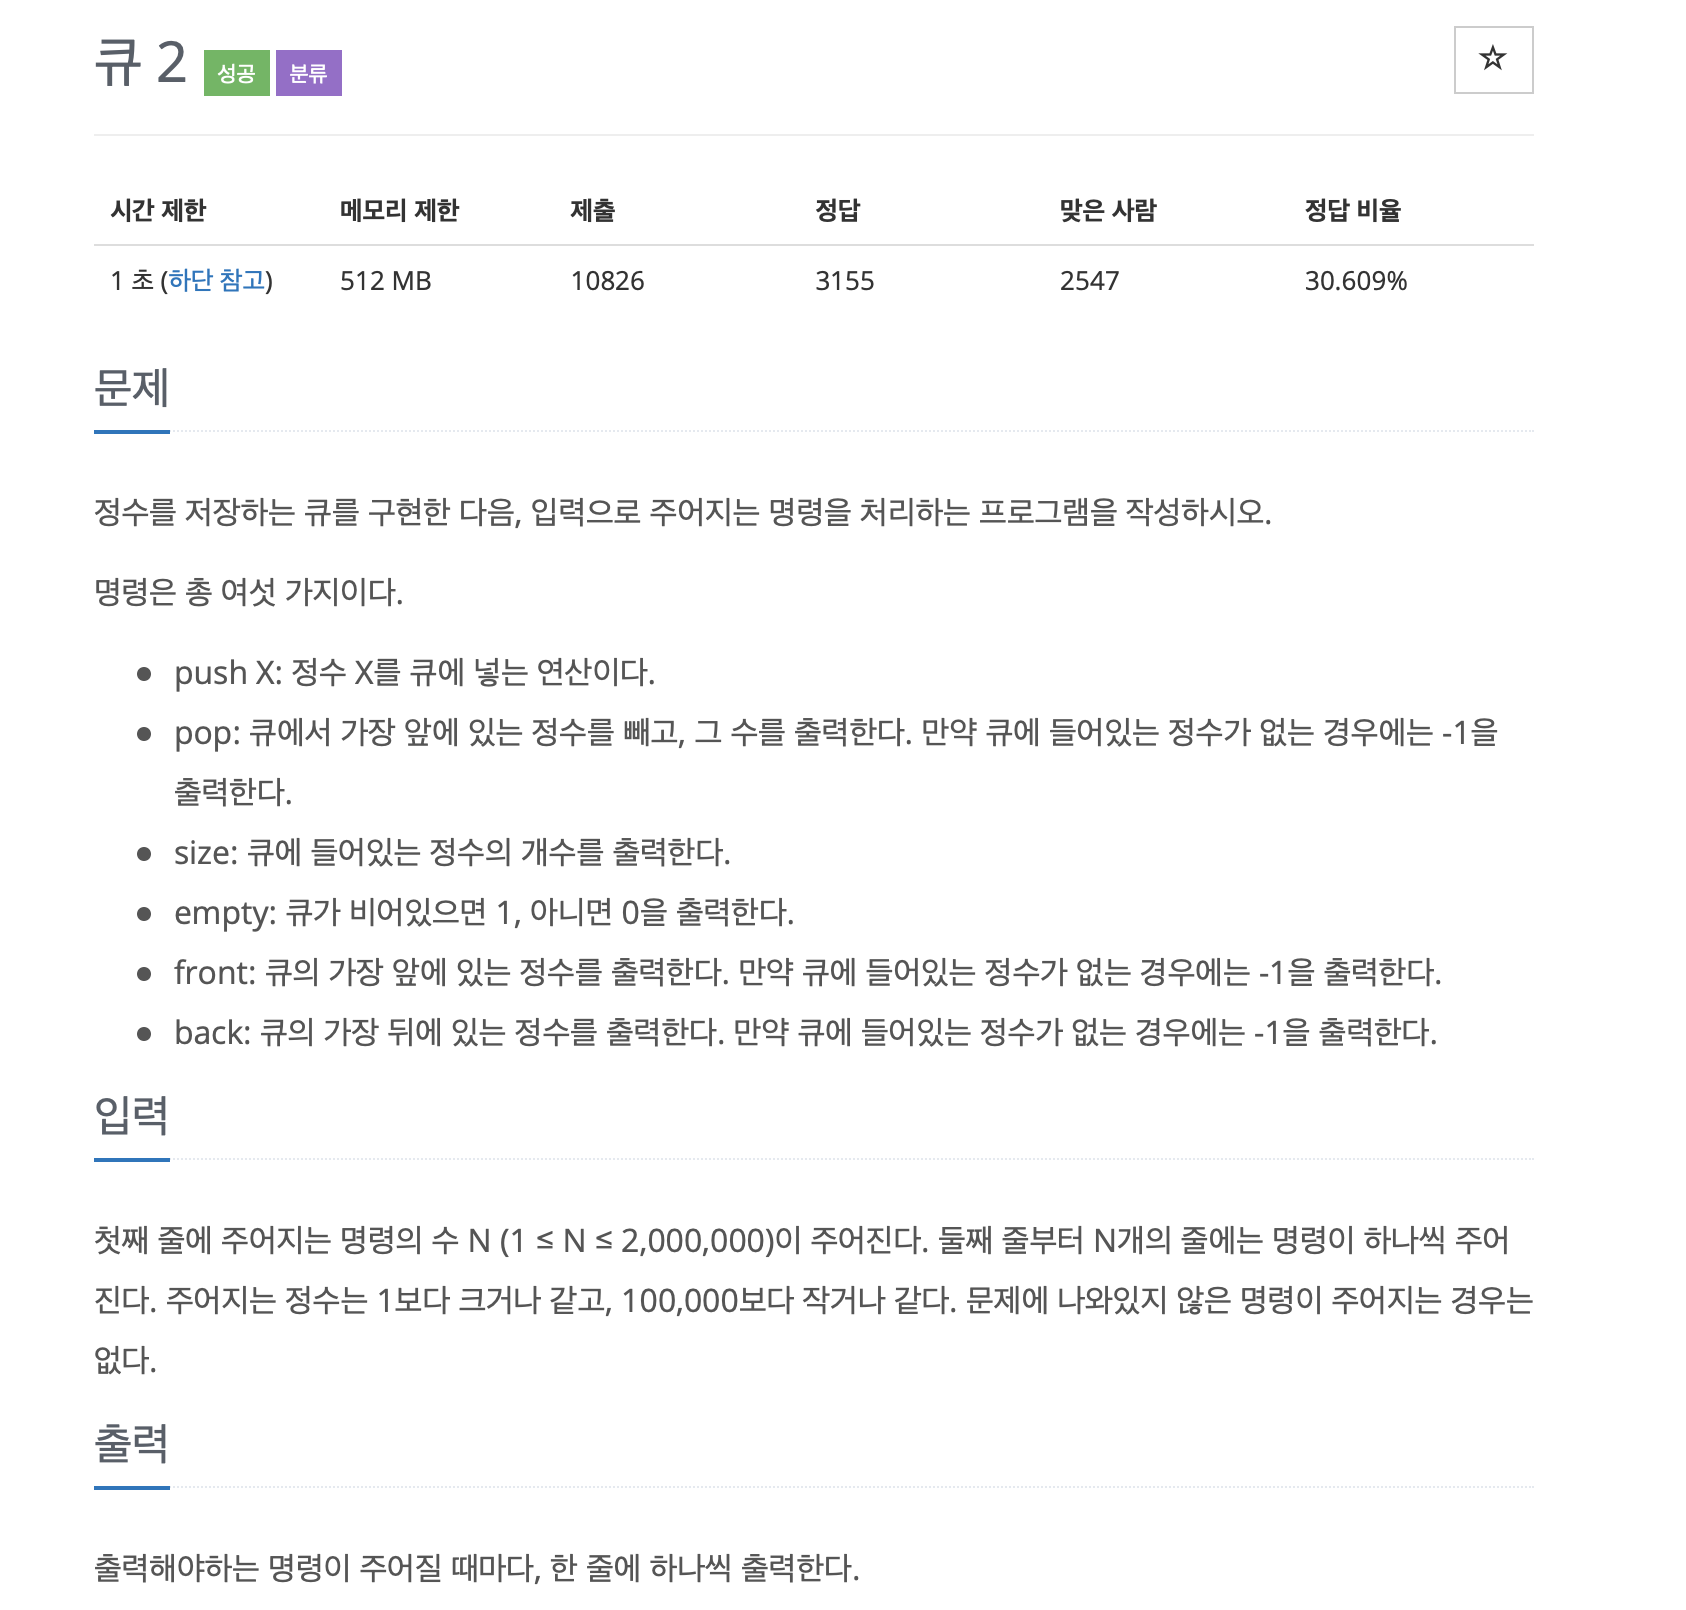 큐 2 성공 분류
☆
시간 제한 메모리 제한 제출 정답 맞은 사람 정답 비율
1 초 (하단 참고) 512 MB 10826 3155 2547 30.609%
문제
정수를 저장하는 큐를 구현한 다음, 입력으로 주어지는 명령을 처리하는 프로그램을 작성하시오.
명령은 총 여섯 가지이다.
● push X: 정수 X를 큐에 넣는 연산이다.
● pop: 큐에서 가장 앞에 있는 정수를 빼고, 그 수를 출력한다. 만약 큐에 들어있는 정수가 없는 경우에는 -1을
출력한다.
● size: 큐에 들어있는 정수의 개수를 출력한다.
● empty: 큐가 비어있으면 1, 아니면 0을 출력한다.
● front: 큐의 가장 앞에 있는 정수를 출력한다. 만약 큐에 들어있는 정수가 없는 경우에는 -1을 출력한다.
● back: 큐의 가장 뒤에 있는 정수를 출력한다. 만약 큐에 들어있는 정수가 없는 경우에는 -1을 출력한다.
입력
첫째 줄에 주어지는 명령의 수 N (1 ≤ N ≤ 2,000,000)이 주어진다. 둘째 줄부터 N개의 줄에는 명령이 하나씩 주어
진다. 주어지는 정수는 1보다 크거나 같고, 100,000보다 작거나 같다. 문제에 나와있지 않은 명령이 주어지는 경우는
없다.
출력
출력해야하는 명령이 주어질 때마다, 한 줄에 하나씩 출력한다.